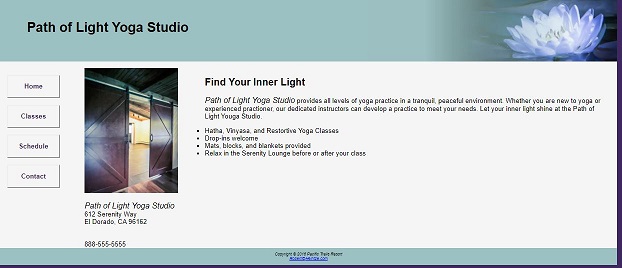 Path of Light Yoga Studio
Home
Classes
Schedule
Contact
Find Your Inner Light
Path of Light Yoga Studio provides all levels of yoga practice in a tranquil, peaceful environment. Whether you are new to yoga or
experienced practioner, our dedicated instructors can develop a practice to meet your needs. Let your inner light shine at the Path of
Light Youga Studio.
Hatha, Vinyasa, and Restorative Yoga Classes
Drop-ins welcome
Mats, blocks, and blankets provided
Relax in the Serenity Lounge before or after your class
Path of Light Yoga Studio
612 Serenity Way
El Dorado, CA 96162
888-555-5555
Copyright © 2016 Pacific Trails Resort